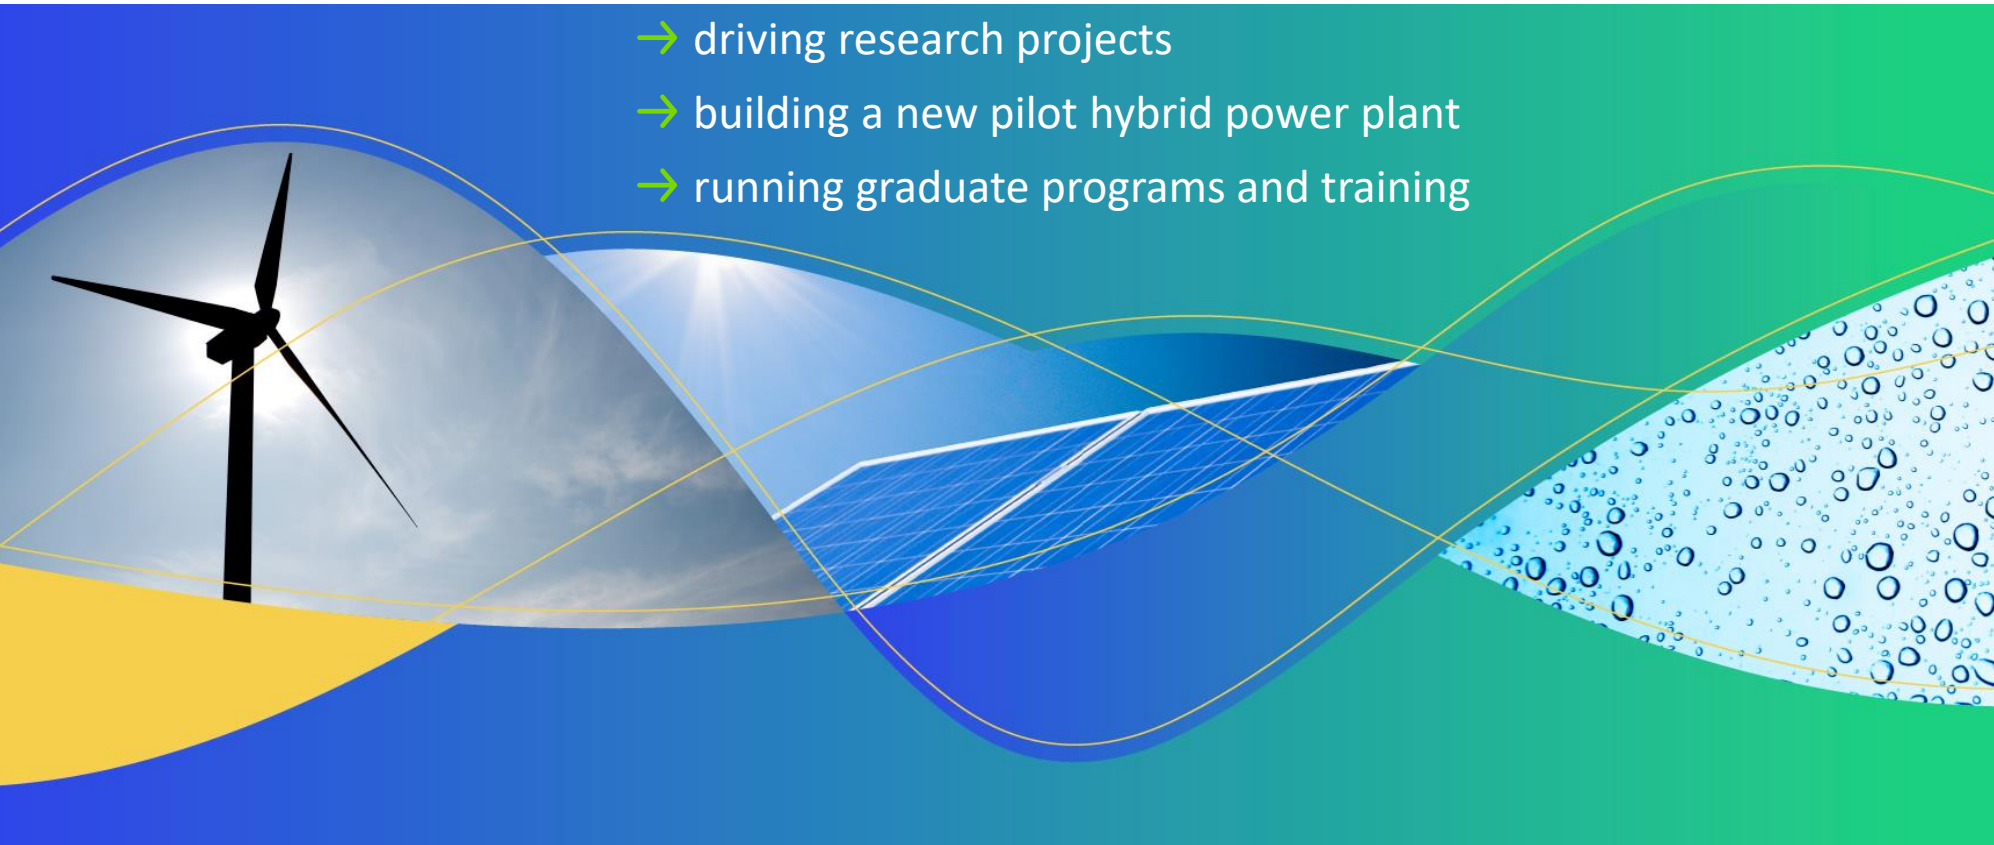 → driving research projects
→ building a new pilot hybrid power plant
→ running graduate programs and training